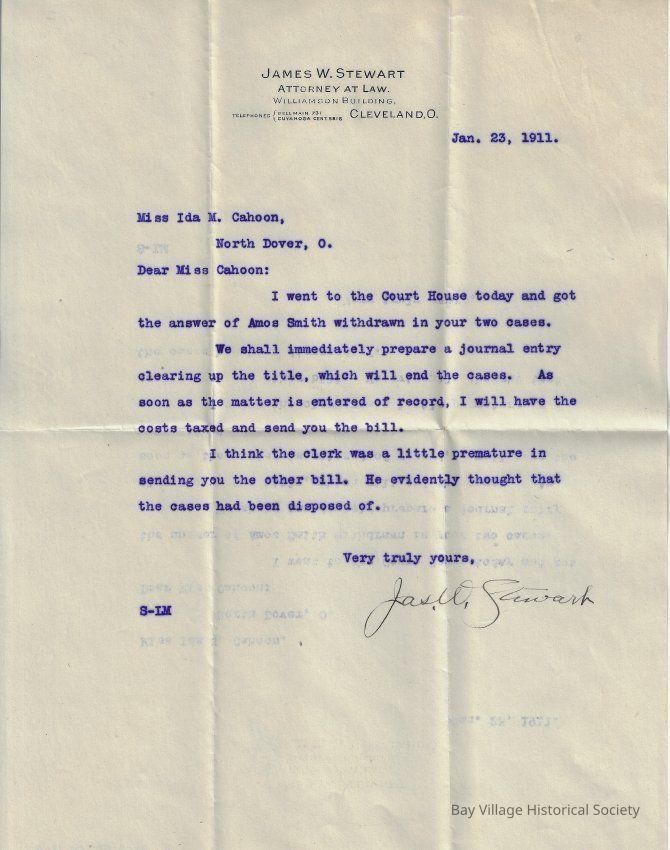 JAMES W. STEWART
ATTORNEY AT LAW.
WILLIAMSON BUILDING,
TELEPHONES BELL MAIN 231
CUYAHOGA CENT. CLEVELAND, O.
Jan. 23, 1911.
Miss Ida M. Cahoon,
North Dover, O.
Dear Miss Cahoon:
I went to the Court House today and got
the answer of Amos Smith withdrawn in your two cases.
We shall immediately prepare a journal entry
clearing up the title, which will end the cases. As
soon as the matter is entered of record, I will have the
costs taxed and send you the bill.
I think the clerk was a little premature in
sending you the other bill. He evidently thought that
the cases had been disposed of.
Very truly yours,
Jas. W. Stewart
S-IM
Bay Village Historical Society